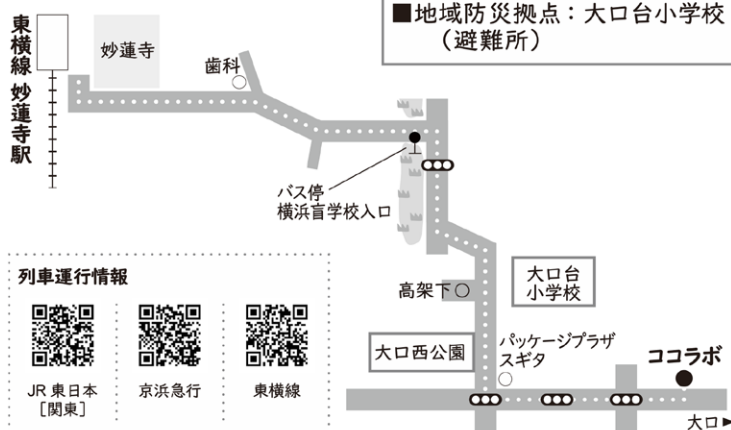 ■地域防災拠点：大口台小学校
（避難所）
東横線 妙蓮寺駅
妙蓮寺
歯科
バス停
横浜盲学校入口
大口台
小学校
高架下
大口西公園
パッケージプラザ
スギタ
ココラボ
大口►
列車運行情報
JR東日本
［関東］
京浜急行
東横線